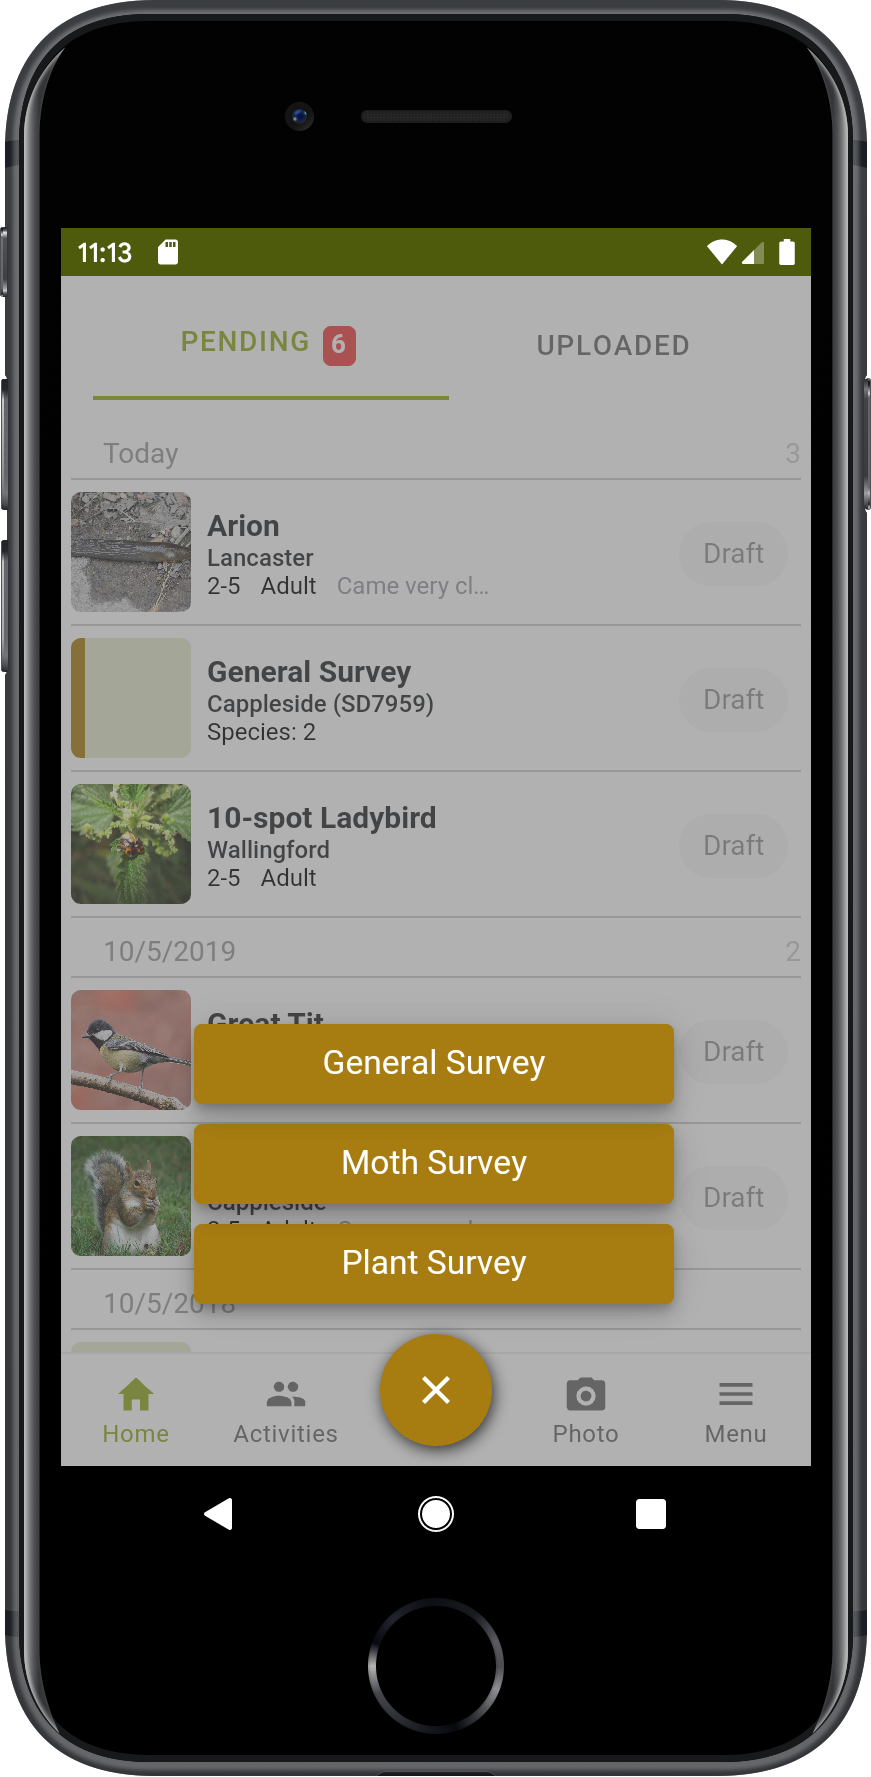 11:13
PENDING 6
UPLOADED
Today 3
Arion
Lancaster
2-5 Adult Came very cl...
Draft
General Survey
Cappleside (SD7959)
Species: 2
Draft
10-spot Ladybird
Wallingford
2-5 Adult
Draft
10/5/2019 2
Great Tit
Draft
General Survey
Moth Survey
Cappleside
Draft
Plant Survey
10/5/2018
Home
Activities
Photo
Menu